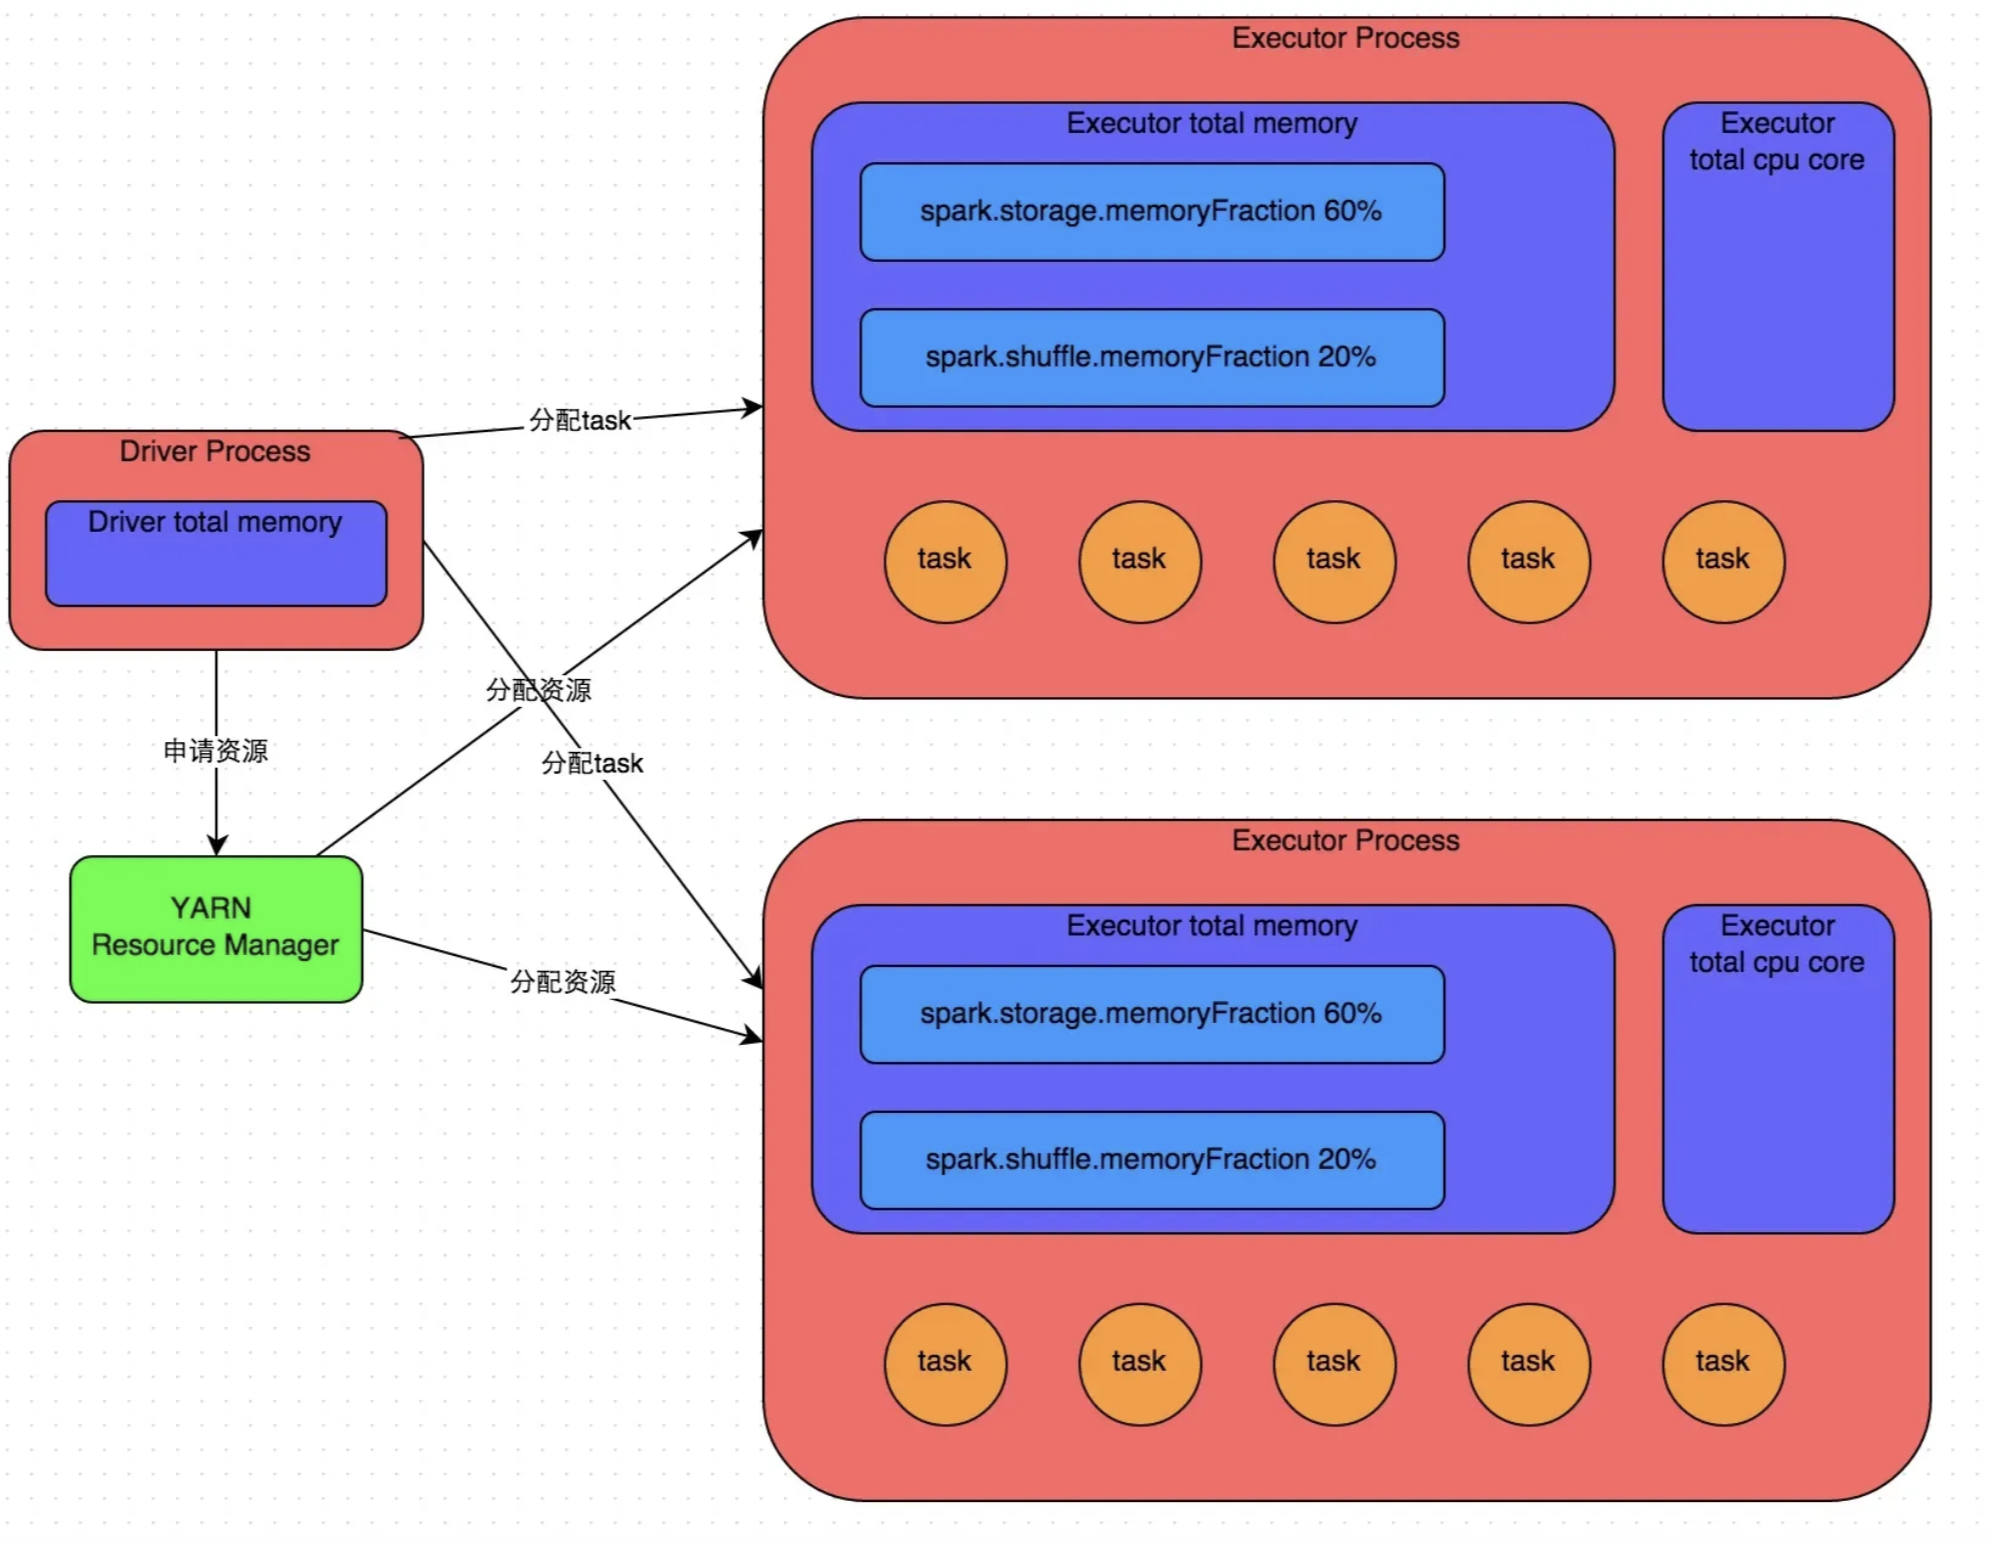 Executor Process
Executor total memory
spark.storage.memoryFraction 60%
spark.shuffle.memoryFraction 20%
Executor
total cpu core
task
task
task
task
task
分配task
Driver Process
Driver total memory
分配资源
分配task
申请资源
YARN
Resource Manager
分配资源
Executor Process
Executor total memory
spark.storage.memoryFraction 60%
spark.shuffle.memoryFraction 20%
Executor
total cpu core
task
task
task
task
task